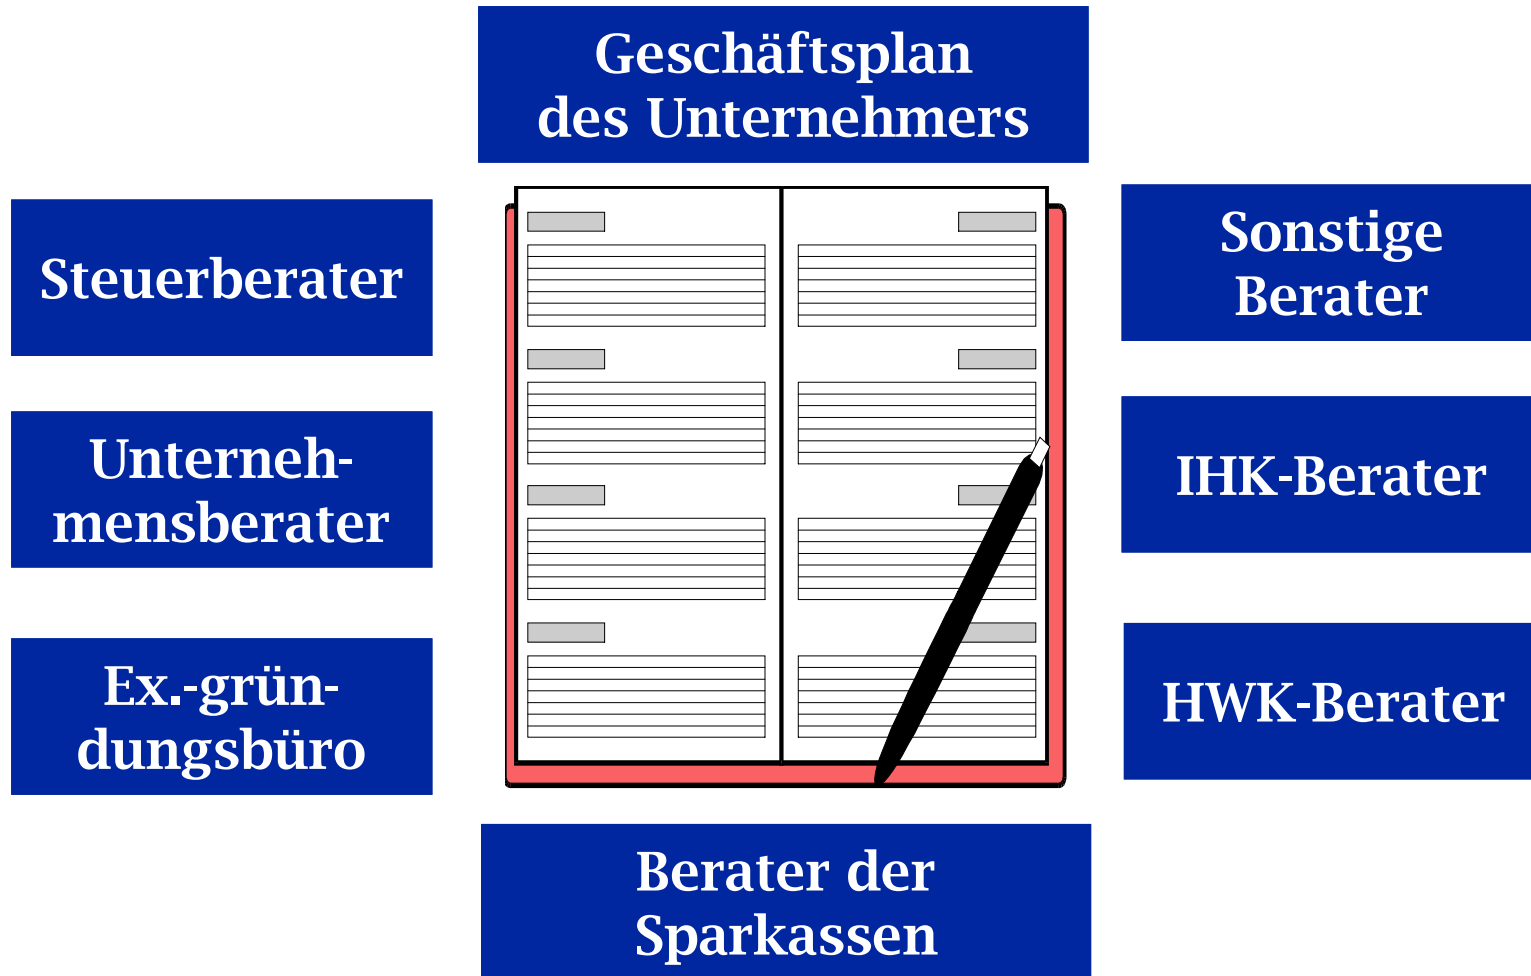 Geschäftsplan
des Unternehmers
Steuerberater
Unterneh-
mensberater
Ex.-grün-
dungsbüro
Sonstige
Berater
IHK-Berater
HWK-Berater
Berater der
Sparkassen